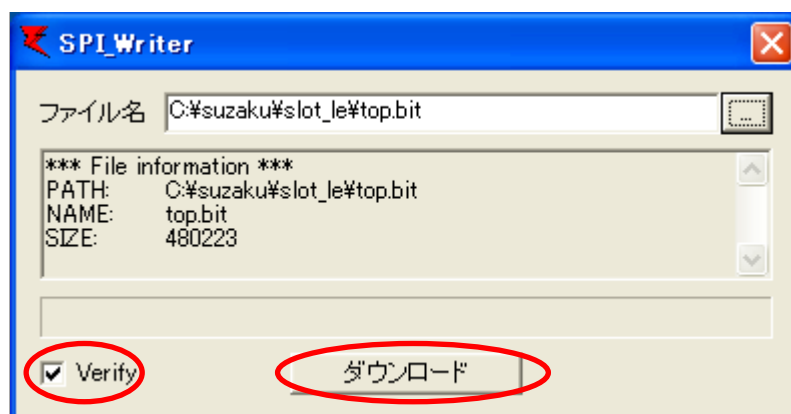 SPI_Writer
ファイル名 C:¥suzaku¥slot_le¥top.bit ...
*** File information ***
PATH: C:¥suzaku¥slot_le¥top.bit
NAME: top.bit
SIZE: 480223
Verify ダウンロード